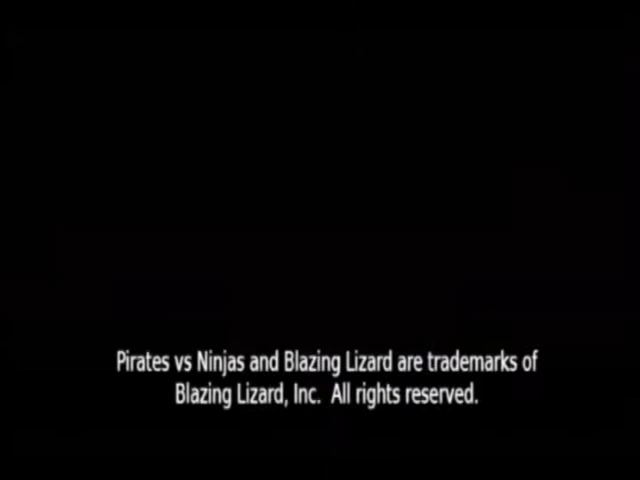 Pirates vs Ninjas and Blazing Lizard are trademarks of
Blazing Lizard, Inc.  All rights reserved.